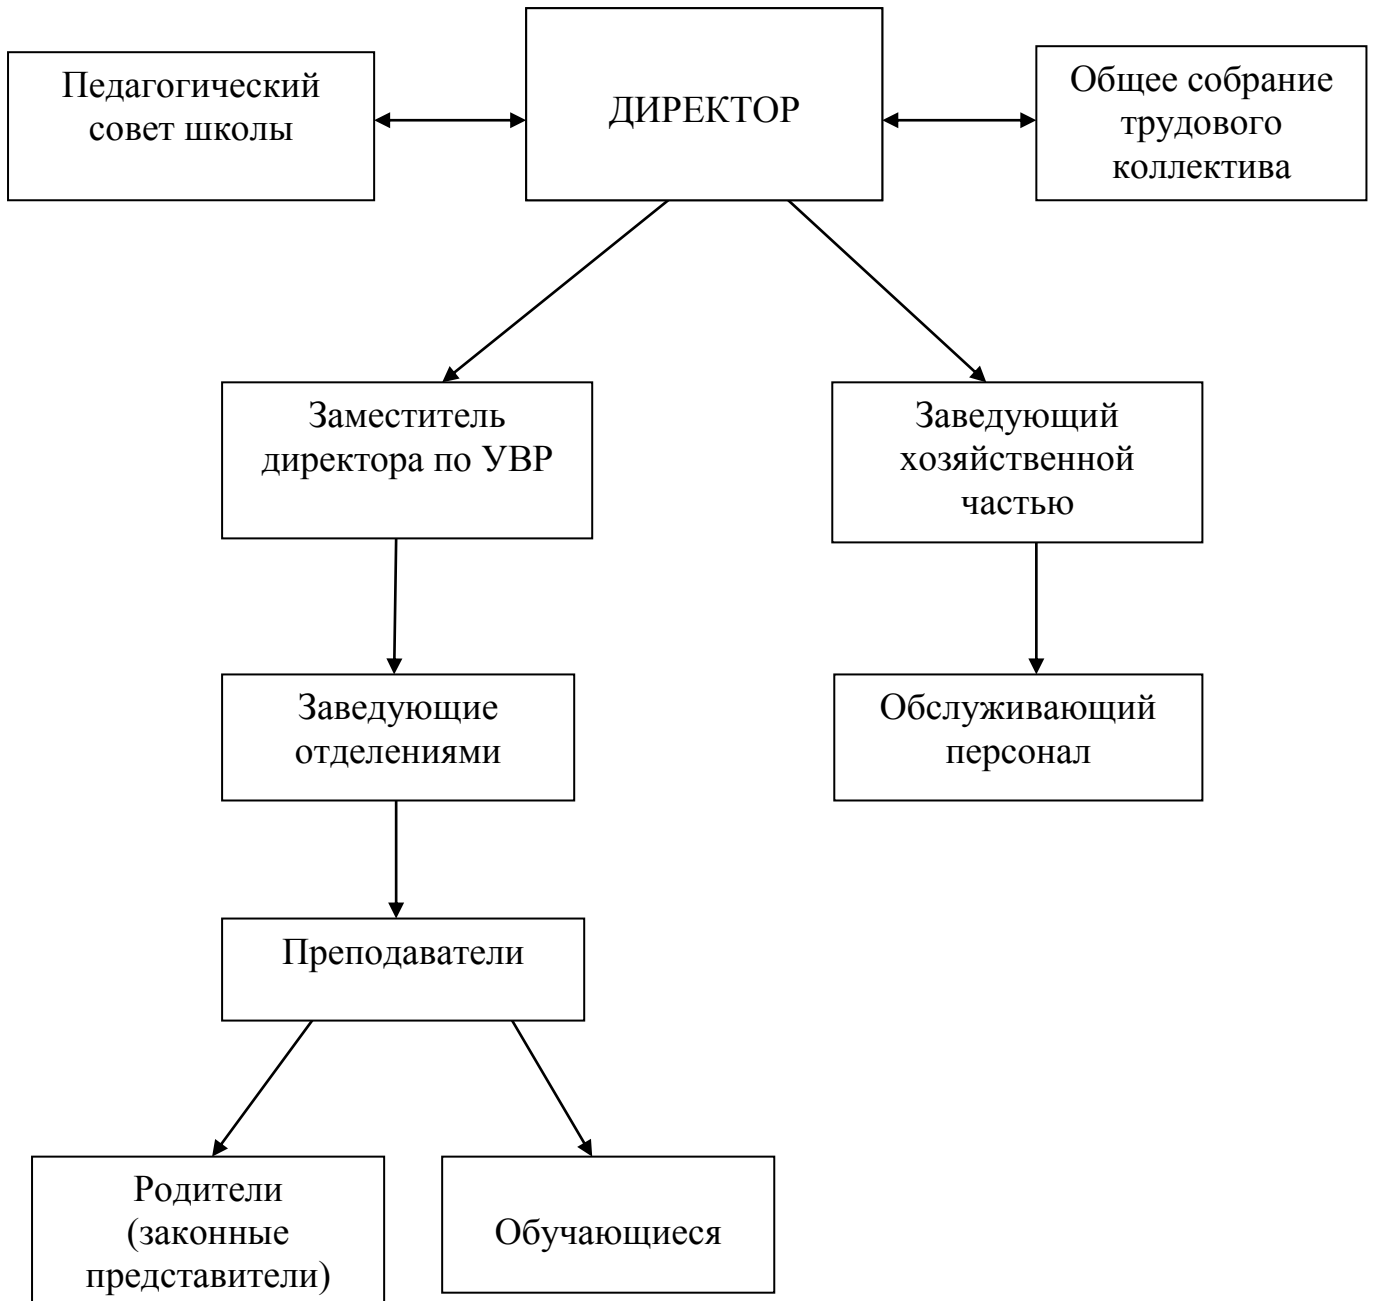 Педагогический
совет школы
ДИРЕКТОР
Общее собрание
трудового
коллектива
Заместитель
директора по УВР
Заведующий
хозяйственной
частью
Заведующие
отделениями
Обслуживающий
персонал
Преподаватели
Родители
(законные
представители)
Обучающиеся